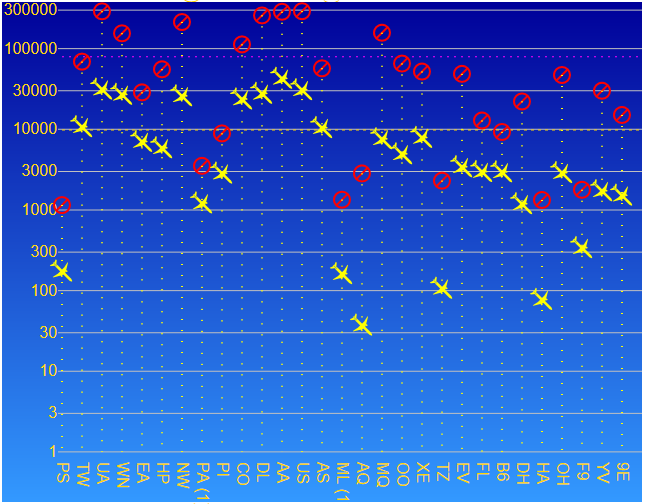 300000
100000
30000
10000
3000
1000
300
100
30
10
3
1
PS
TW
UA
WN
EA
HP
NW
PA (1
PI
CO
DL
AA
US
AS
ML (1
AQ
MQ
OO
XE
TZ
EV
FL
B6
DH
HA
OH
F9
YV
9E